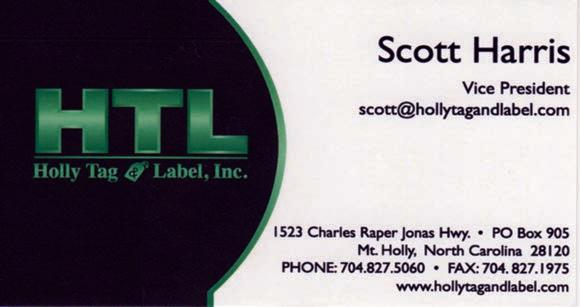 HTL
Holly Tag & Label, Inc.
Scott Harris
Vice President
scott@hollytagandlabel.com
1523 Charles Raper Jonas Hwy. • PO Box 905
Mt. Holly, North Carolina 28120
PHONE: 704.827.5060 • FAX: 704. 827.1975
www.hollytagandlabel.com